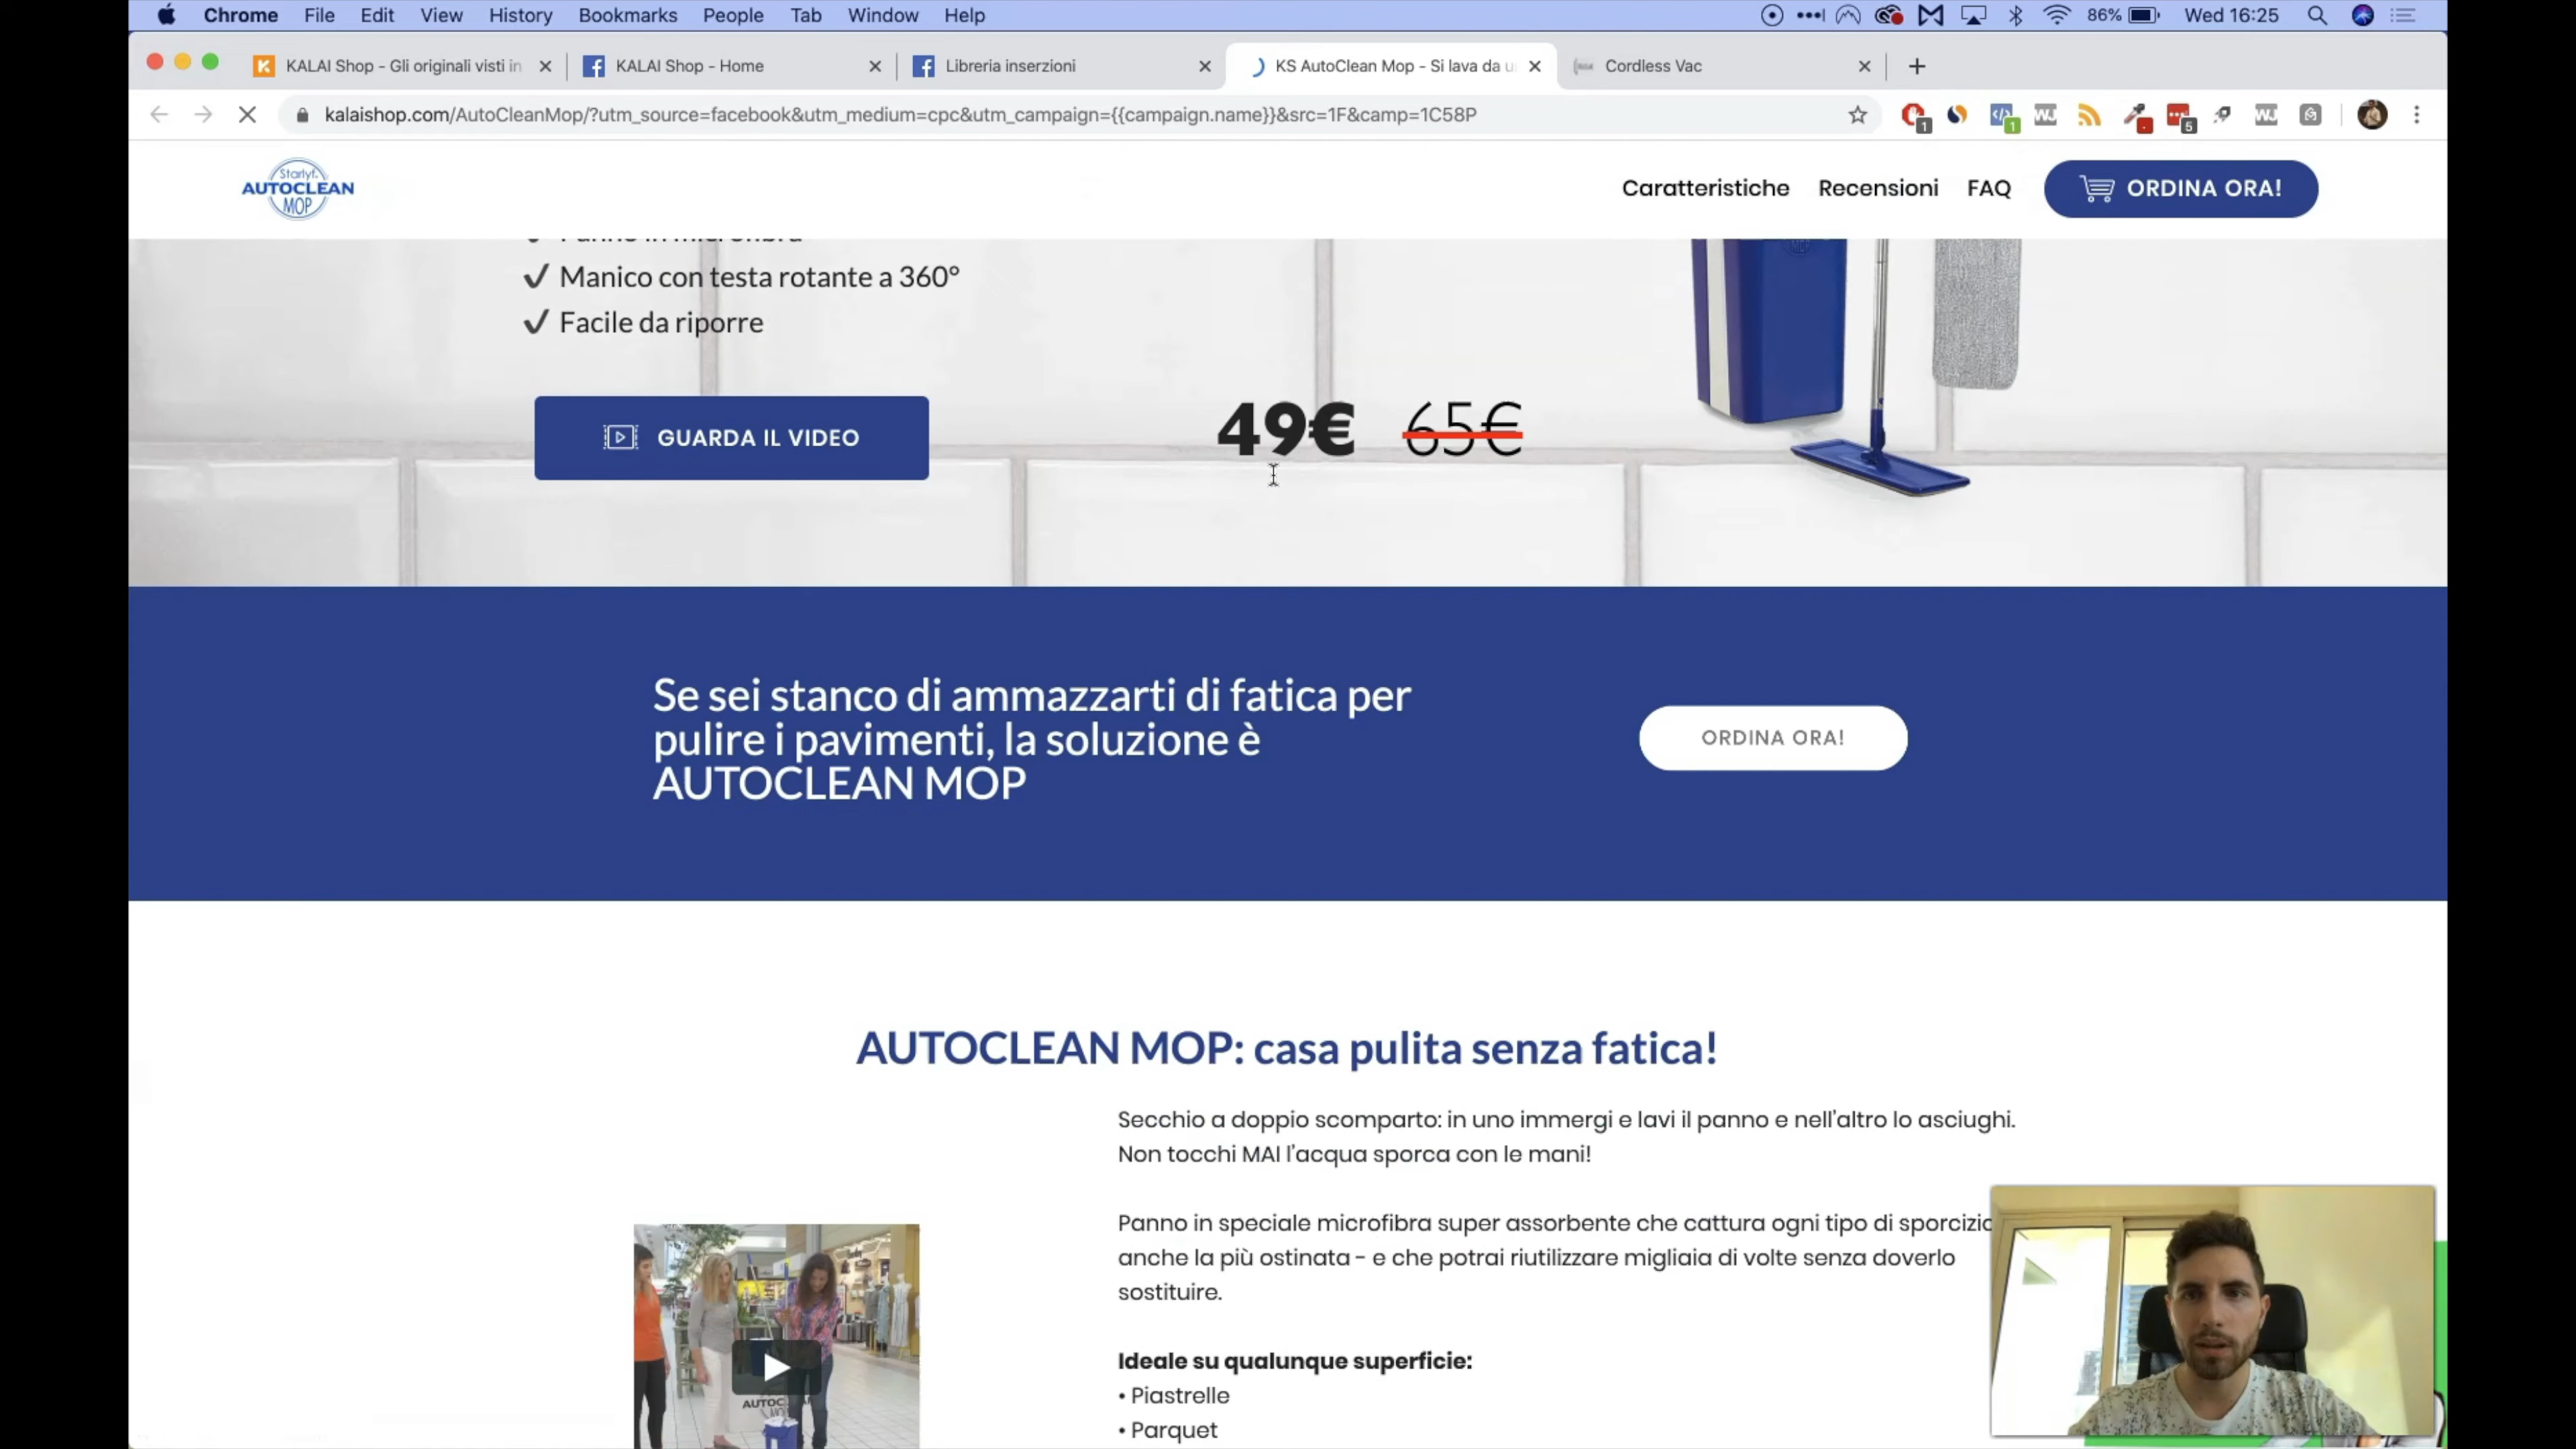 Chrome File Edit View History Bookmarks People Tab Window Help 86% Wed 16:25
KALAI Shop - Gli originali visti in
KALAI Shop - Home
Libreria inserzioni
KS AutoClean Mop - Si lava da
Cordless Vac
kalaishop.com/AutoCleanMop/?utm_source=facebook&utm_medium=cpc&utm_campaign={{campaign.name}}&src=1F&camp=1C58P
Starlyf
AUTOCLEAN
MOP
Caratteristiche Recensioni FAQ ORDINA ORA!
✓ Manico con testa rotante a 360°
✓ Facile da riporre
GUARDA IL VIDEO
49€ 65€
Se sei stanco di ammazzarti di fatica per
pulire i pavimenti, la soluzione è
AUTOCLEAN MOP
ORDINA ORA!
AUTOCLEAN MOP: casa pulita senza fatica!
Secchio a doppio scomparto: in uno immergi e lavi il panno e nell'altro lo asciughi.
Non tocchi MAI l'acqua sporca con le mani!
Panno in speciale microfibra super assorbente che cattura ogni tipo di
anche la più ostinata - e che potrai riutilizzare migliaia di volte senza doverlo
sostituire.
Ideale su qualunque superficie:
• Piastrelle
• Parquet